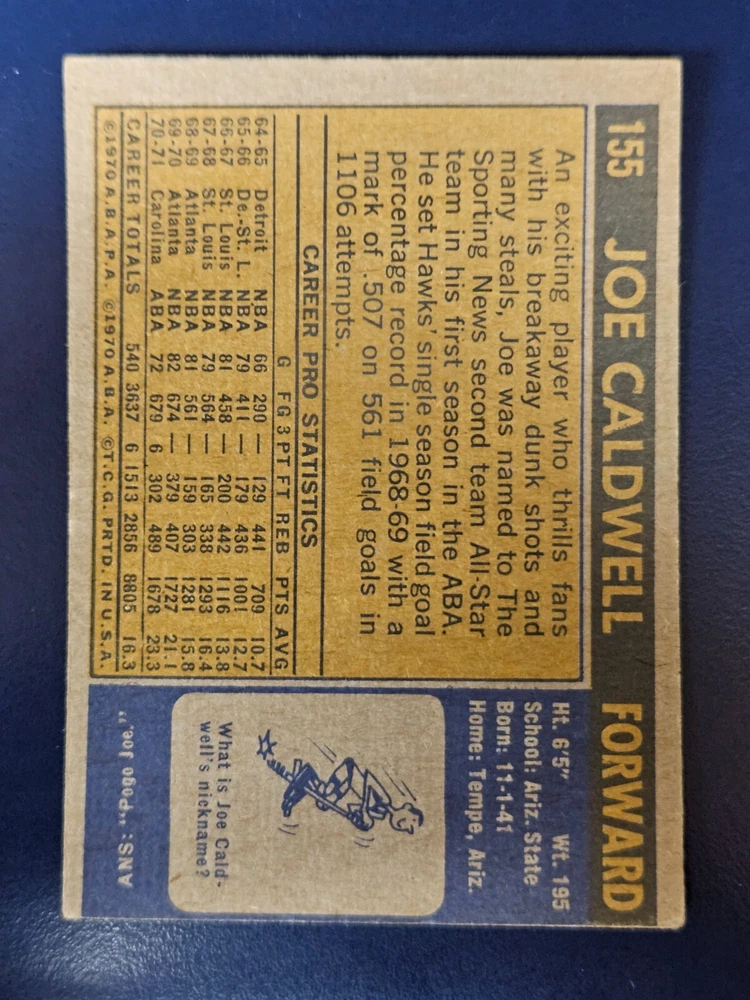 155 JOE CALDWELL FORWARD
An exciting player who thrills fans
with his breakaway dunk shots and
many steals, Joe was named to The
Sporting News second team All-Star
team in his first season in the ABA.
He set Hawks' single season field goal
percentage record in 1968-69 with a
mark of .507 on 561 field goals in
1106 attempts.
CAREER PRO STATISTICS
G FG 3PT FT REB PTS AVG
64-65 Detroit NBA 66 290 — 129 441 709 10.7
65-66 De.-St. L. NBA 79 411 — 179 436 1001 12.7
66-67 St. Louis NBA 81 458 — 200 442 1116 13.8
67-68 St. Louis NBA 79 564 — 165 338 1293 16.4
68-69 Atlanta NBA 81 561 — 159 303 1281 15.8
69-70 Atlanta NBA 82 674 — 379 407 1727 21.1
70-71 Carolina ABA 72 679 6 302 489 1678 23.3
CAREER TOTALS 540 3637 6 1513 2856 8805 16.3
©1970 A.B.A.P.A. ©1970 A.B.A. ©T.C.G. PRTD. IN U.S.A.
Ht. 6'5" Wt. 195
School: Ariz. State
Born: 11-1-41
Home: Tempe, Ariz.
What is Joe Cald-
well's nickname?
ANS: "Pogo Joe."